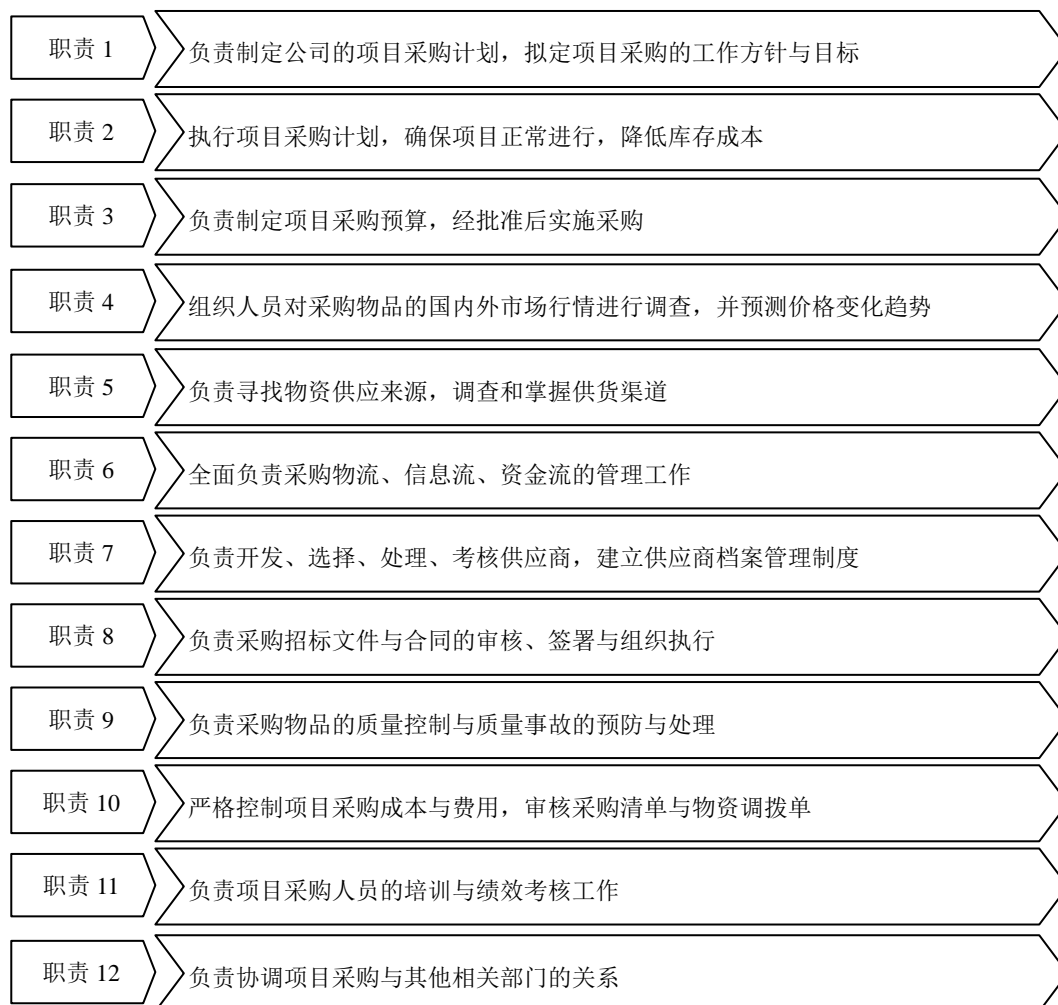 职责 1
负责制定公司的项目采购计划，拟定项目采购的工作方针与目标
职责 2
执行项目采购计划，确保项目正常进行，降低库存成本
职责 3
负责制定项目采购预算，经批准后实施采购
职责 4
组织人员对采购物品的国内外市场行情进行调查，并预测价格变化趋势
职责 5
负责寻找物资供应来源，调查和掌握供货渠道
职责 6
全面负责采购物流、信息流、资金流的管理工作
职责 7
负责开发、选择、处理、考核供应商，建立供应商档案管理制度
职责 8
负责采购招标文件与合同的审核、签署与组织执行
职责 9
负责采购物品的质量控制与质量事故的预防与处理
职责 10
严格控制项目采购成本与费用，审核采购清单与物资调拨单
职责 11
负责项目采购人员的培训与绩效考核工作
职责 12
负责协调项目采购与其他相关部门的关系